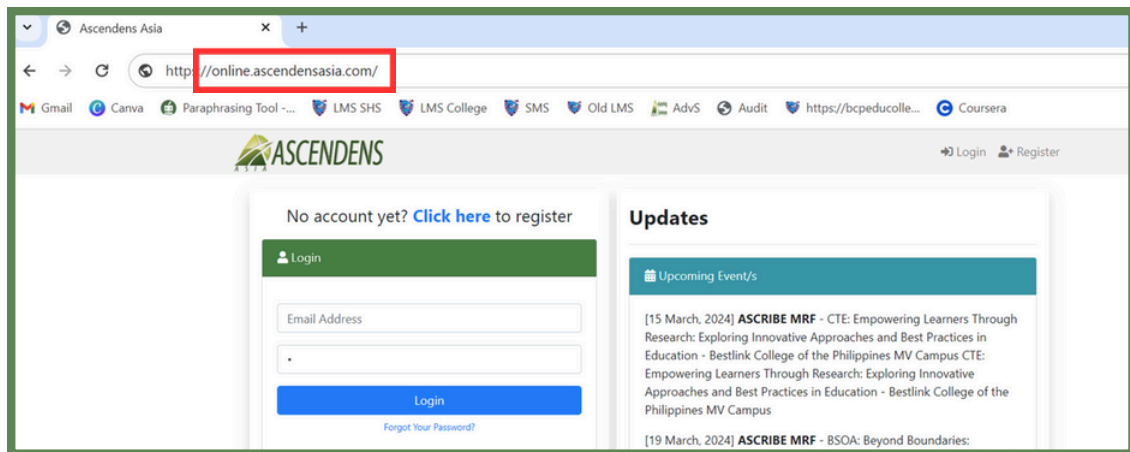 Ascendens Asia
https://online.ascendensasia.com/
Gmail Canva Paraphrasing Tool -... LMS SHS LMS College SMS Old LMS AdvS Audit https://bcpeducolle... Coursera
ASCENDENS
ASIA
Login Register
No account yet? Click here to register
Login
Email Address
Login
Forgot Your Password?
Updates
Upcoming Event/s
[15 March, 2024] ASCRIBE MRF - CTE: Empowering Learners Through
Research: Exploring Innovative Approaches and Best Practices in
Education - Bestlink College of the Philippines MV Campus CTE:
Empowering Learners Through Research: Exploring Innovative
Approaches and Best Practices in Education - Bestlink College of the
Philippines MV Campus
[19 March, 2024] ASCRIBE MRF - BSOA: Beyond Boundaries: